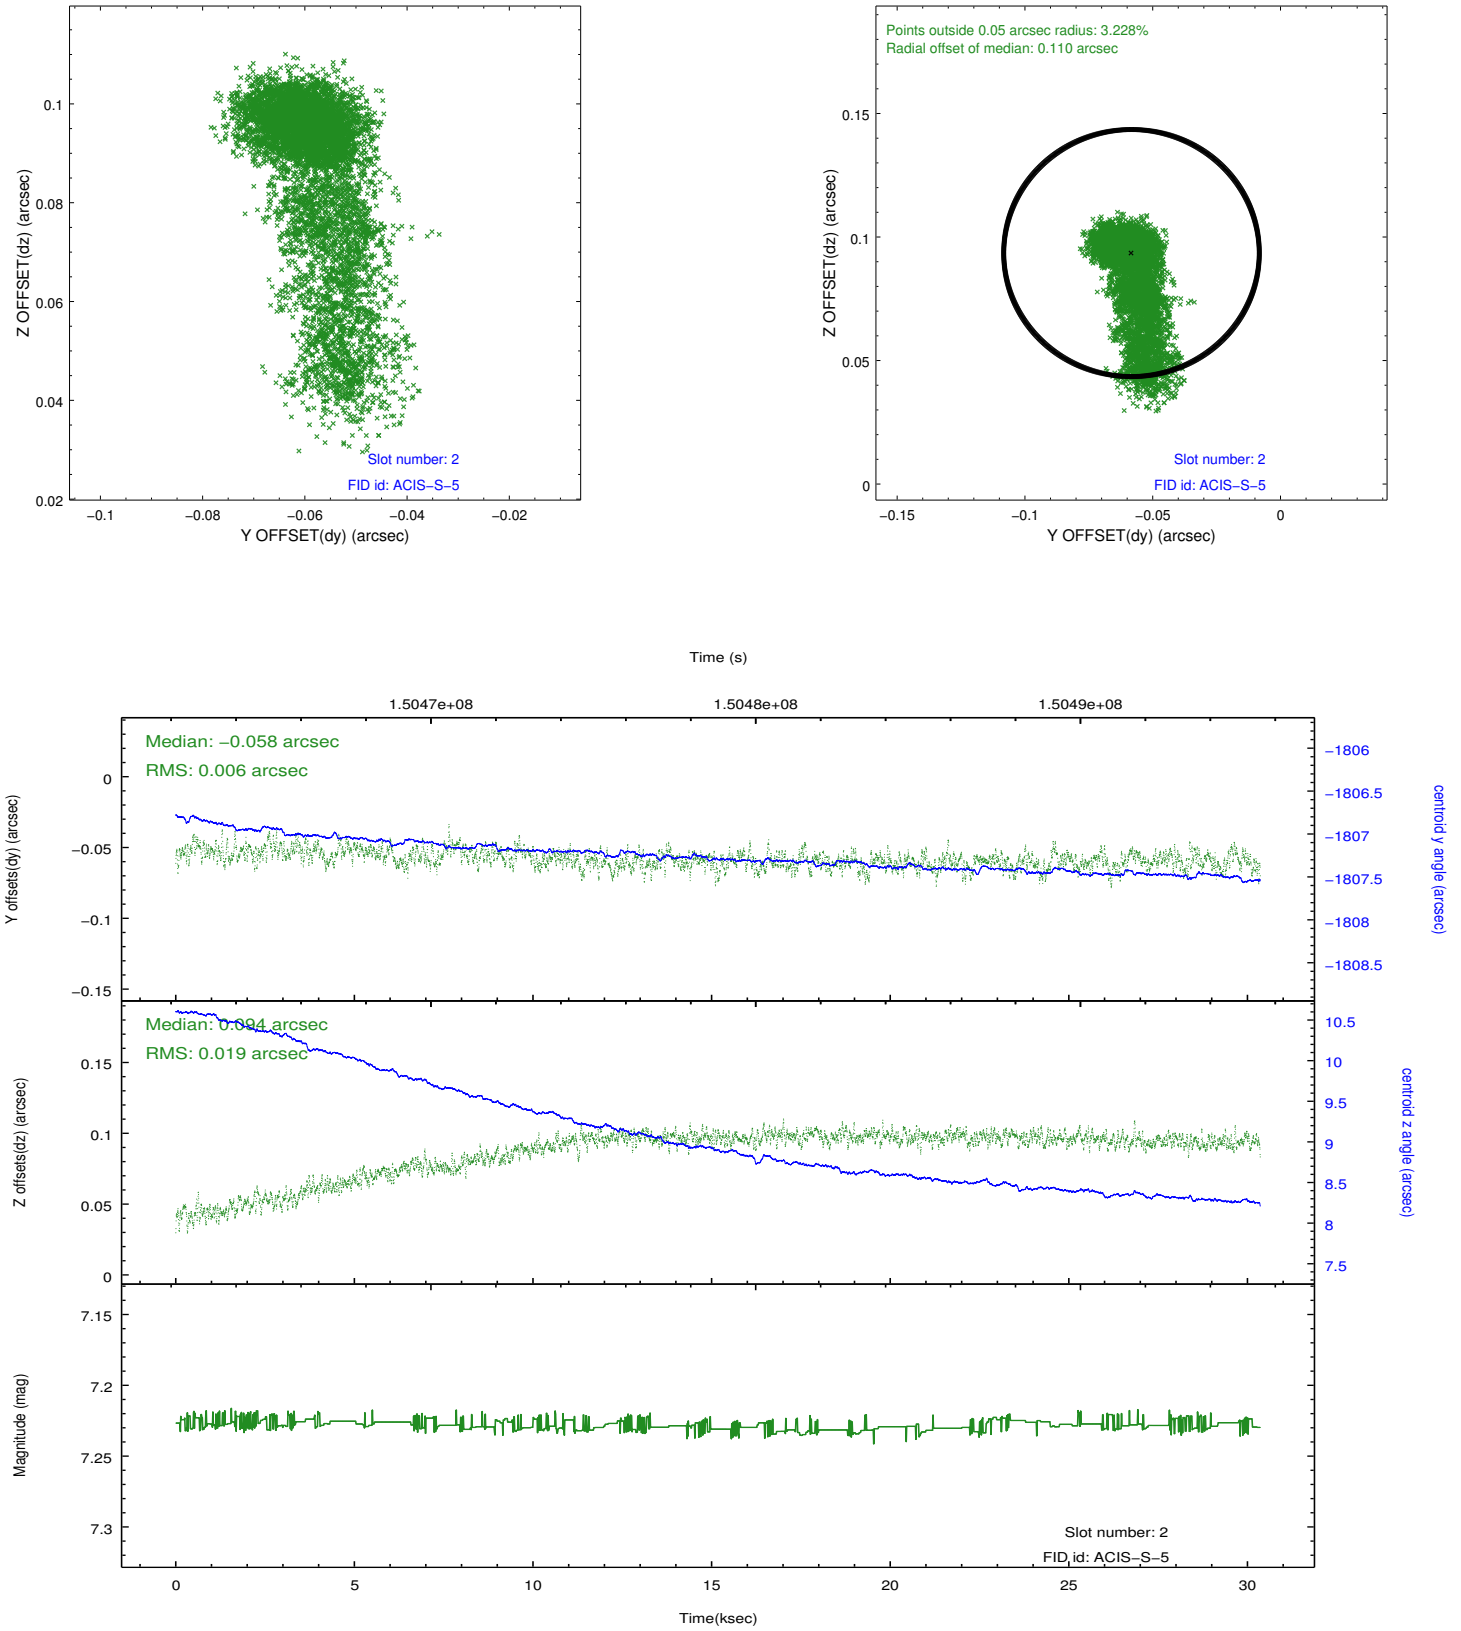 0.1
0.08
0.06
0.04
0.02
Z OFFSET(dz) (arcsec)
Slot number: 2
FID id: ACIS−S−5
−0.1
−0.08
−0.06
−0.04
−0.02
Y OFFSET(dy) (arcsec)
Points outside 0.05 arcsec radius: 3.228%
Radial offset of median: 0.110 arcsec
0.15
0.1
0.05
0
Z OFFSET(dz) (arcsec)
Slot number: 2
FID id: ACIS−S−5
−0.15
−0.1
−0.05
0
Y OFFSET(dy) (arcsec)
Time (s)
1.5047e+08
1.5048e+08
1.5049e+08
Median: −0.058 arcsec
RMS: 0.006 arcsec
0
−0.05
−0.1
−0.15
Y offsets(dy) (arcsec)
−1806
−1806.5
−1807
−1807.5
−1808
−1808.5
centroid y angle (arcsec)
Median: 0.094 arcsec
RMS: 0.019 arcsec
0.15
0.1
0.05
0
Z offsets(dz) (arcsec)
10.5
10
9.5
9
8.5
8
7.5
centroid z angle (arcsec)
7.15
7.2
7.25
7.3
Magnitude (mag)
Slot number: 2
FID id: ACIS−S−5
0
5
10
15
20
25
30
Time(ksec)